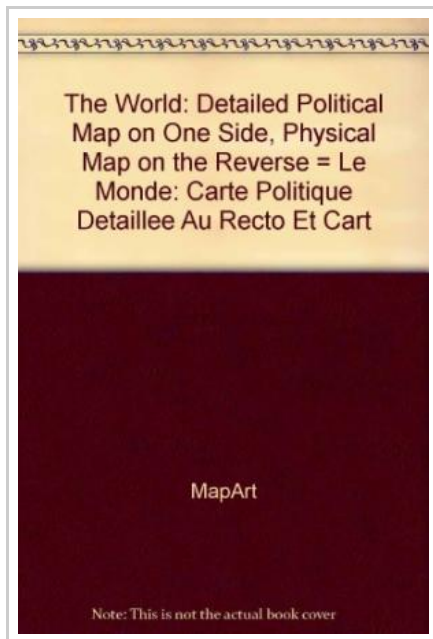 The World: Detailed Political
Map on One Side, Physical
Map on the Reverse = Le
Monde: Carte Politique
Detaillee Au Recto Et Cart
MapArt
Note: This is not the actual book cover